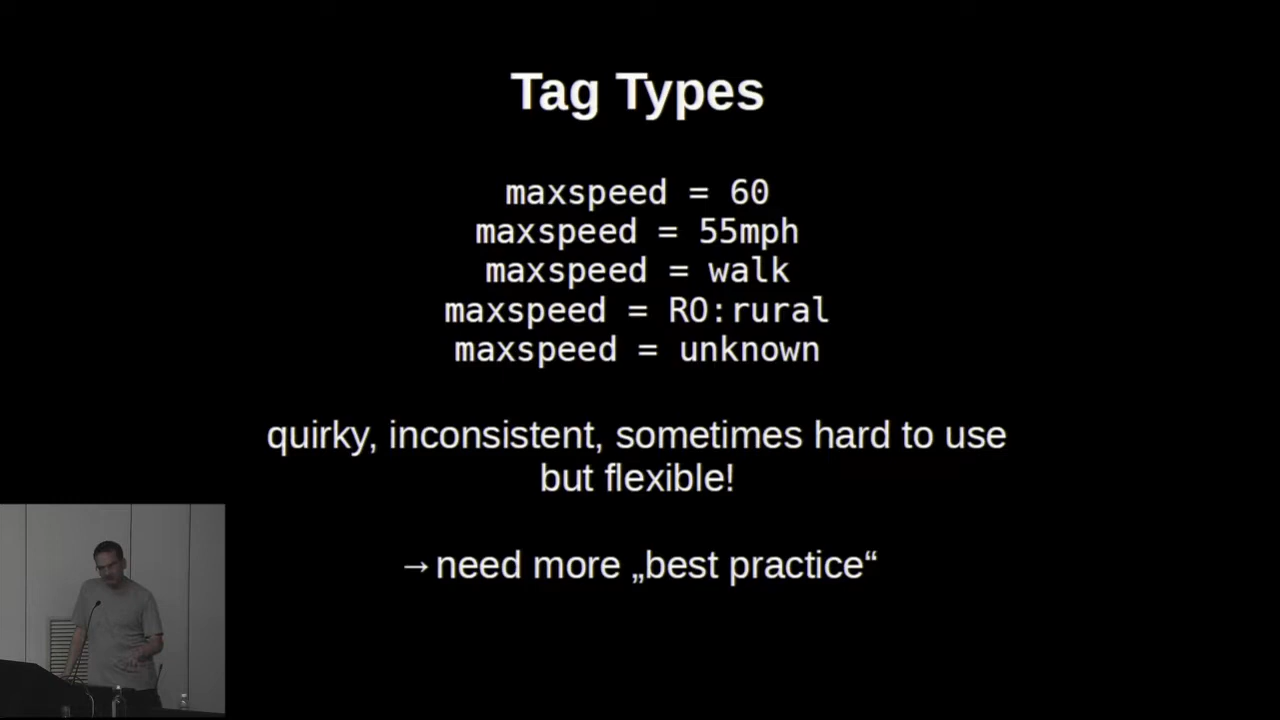 Tag Types
maxspeed = 60
maxspeed = 55mph
maxspeed = walk
maxspeed = RO:rural
maxspeed = unknown
quirky, inconsistent, sometimes hard to use
but flexible!
→need more „best practice“